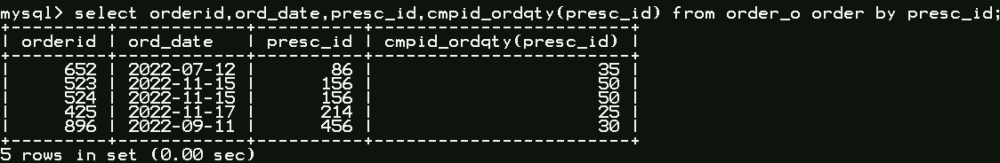 mysql> select orderid,ord_date,presc_id,cmpid_ordqty(presc_id) from order_o order by presc_id;
+---------+------------+----------+------------------------+
| orderid | ord_date   | presc_id | cmpid_ordqty(presc_id) |
+---------+------------+----------+------------------------+
|     652 | 2022-07-12 |       86 |                     35 |
|     523 | 2022-11-15 |      156 |                     50 |
|     524 | 2022-11-15 |      156 |                     50 |
|     425 | 2022-11-17 |      214 |                     25 |
|     896 | 2022-09-11 |      456 |                     30 |
+---------+------------+----------+------------------------+
5 rows in set (0.00 sec)